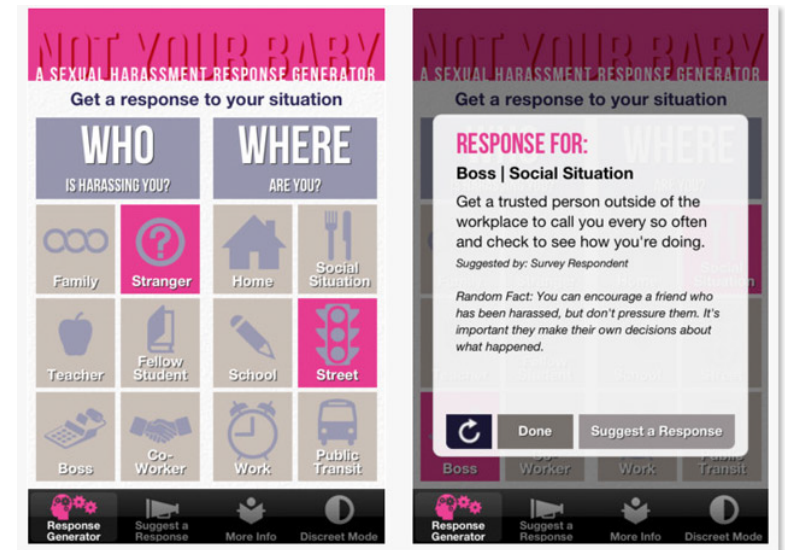 NOT YOUR BABY
A SEXUAL HARASSMENT RESPONSE GENERATOR
Get a response to your situation
WHO
IS HARASSING YOU?
WHERE
ARE YOU?
Family
Stranger
Home
Social
Situation
Teacher
Fellow
Student
School
Street
Boss
Co-
Worker
Work
Public
Transit
Response
Generator
Suggest a
Response
More Info
Discreet Mode
NOT YOUR BABY
A SEXUAL HARASSMENT RESPONSE GENERATOR
Get a response to your situation
RESPONSE FOR:
Boss | Social Situation
Get a trusted person outside of the
workplace to call you every so often
and check to see how you're doing.
Suggested by: Survey Respondent
Random Fact: You can encourage a friend who
has been harassed, but don't pressure them. It's
important they make their own decisions about
what happened.
Done
Suggest a Response
Boss
Worker
Work
Transit
Response
Generator
Suggest a
Response
More Info
Discreet Mode